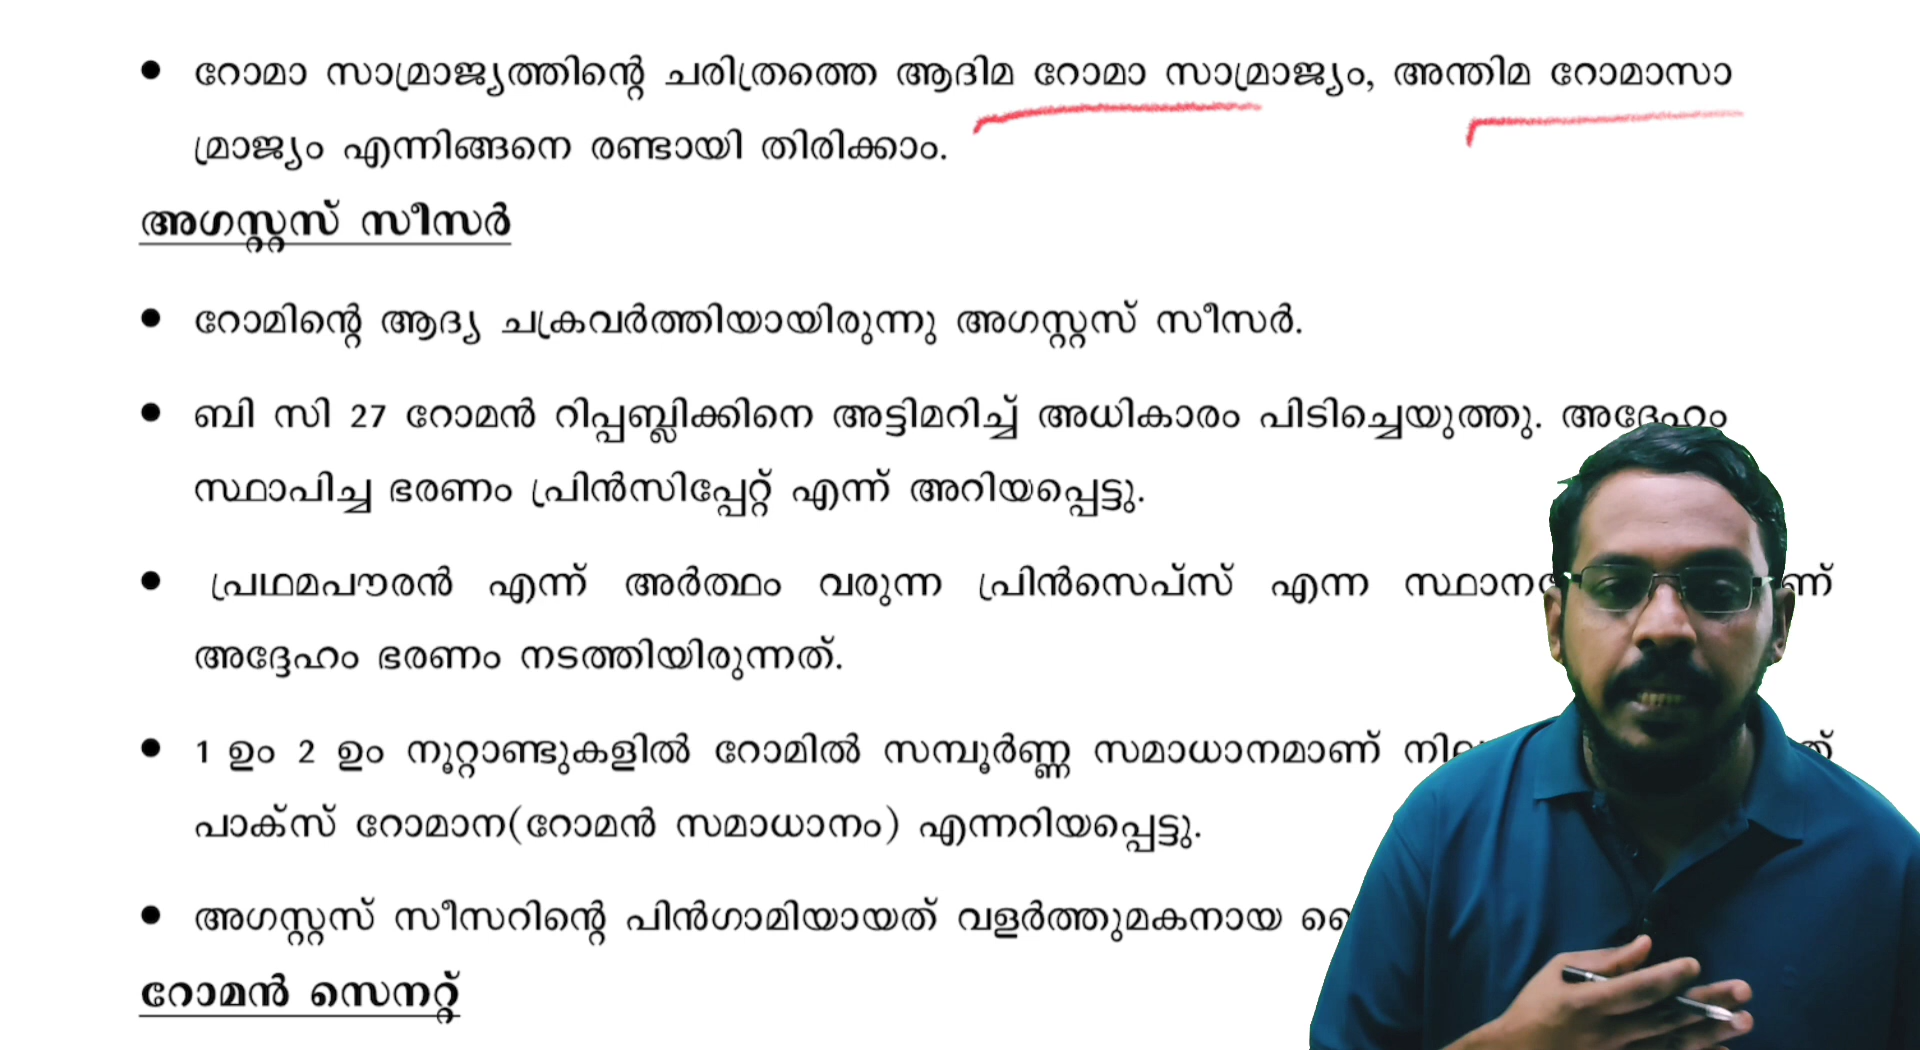 റോമാ സാമ്രാജ്യത്തിന്റെ ചരിത്രത്തെ ആദിമ റോമാ സാമ്രാജ്യം, അന്തിമ റോമാസാ
മ്രാജ്യം എന്നിങ്ങനെ രണ്ടായി തിരിക്കാം.
അഗസ്റ്റസ് സീസർ
റോമിന്റെ ആദ്യ ചക്രവർത്തിയായിരുന്നു അഗസ്റ്റസ് സീസർ.
ബി സി 27 റോമൻ റിപ്പബ്ലിക്കിനെ അട്ടിമറിച്ച് അധികാരം പിടിച്ചെയുത്തു.
സ്ഥാപിച്ച ഭരണം പ്രിൻസിപ്പേറ്റ് എന്ന് അറിയപ്പെട്ടു.
പ്രഥമപൗരൻ എന്ന് അർത്ഥം വരുന്ന പ്രിൻസെപ്സ് എന്ന
അദ്ദേഹം ഭരണം നടത്തിയിരുന്നത്.
1 ഉം 2 ഉം നൂറ്റാണ്ടുകളിൽ റോമിൽ സമ്പൂർണ്ണ സമാധാനമാണ്
പാക്സ് റോമാന(റോമൻ സമാധാനം) എന്നറിയപ്പെട്ടു.
അഗസ്റ്റസ് സീസറിന്റെ പിൻഗാമിയായത് വളർത്തുമകനായ
റോമൻ സെനറ്റ്